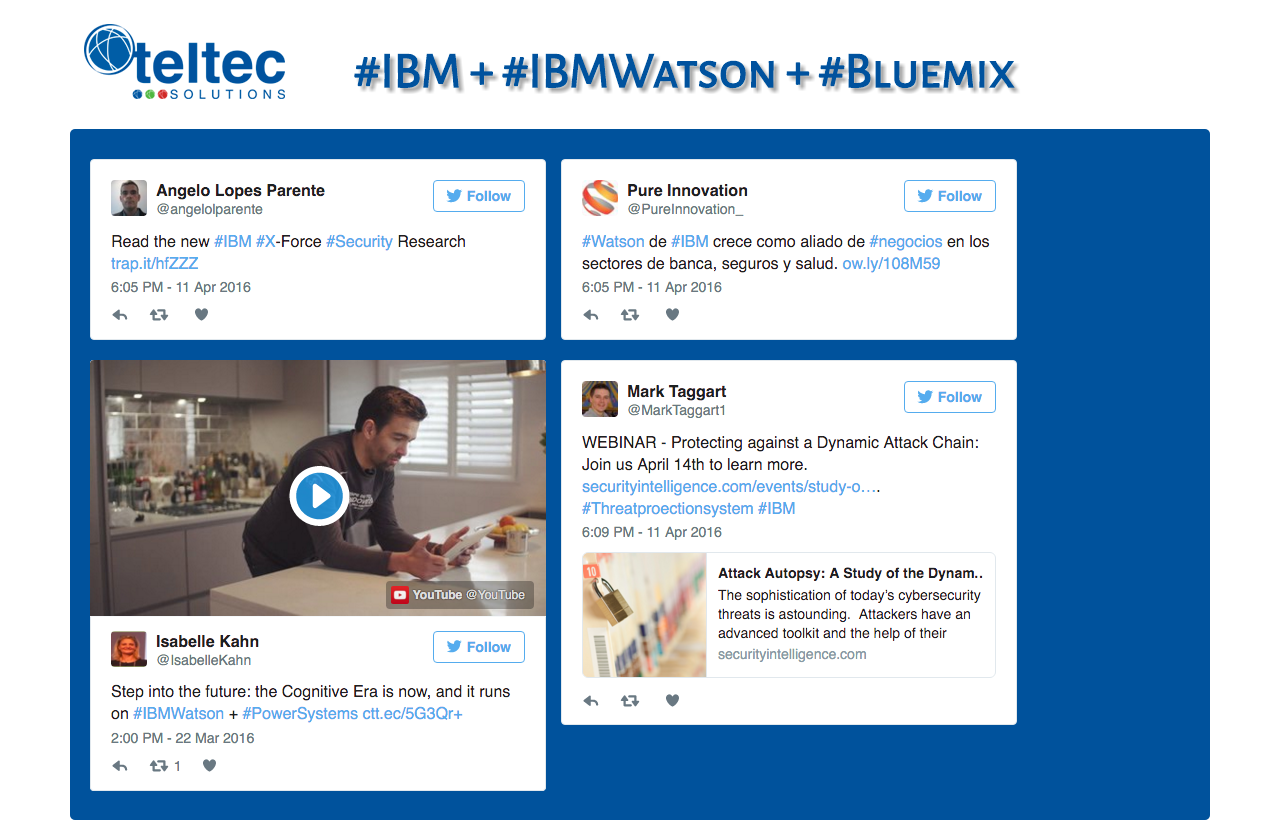 teltec
SOLUTIONS
#IBM + #IBMWATSON + #BLUEMIX
Angelo Lopes Parente
@angelolparente
Follow
Read the new #IBM #X-Force #Security Research
trap.it/hfZZZ
6:05 PM - 11 Apr 2016
Pure Innovation
@PureInnovation_
Follow
#Watson de #IBM crece como aliado de #negocios en los
sectores de banca, seguros y salud. ow.ly/108M59
6:05 PM - 11 Apr 2016
YouTube @YouTube
Isabelle Kahn
@IsabelleKahn
Follow
Step into the future: the Cognitive Era is now, and it runs
on #IBMWatson + #PowerSystems ctt.ec/5G3Qr+
2:00 PM - 22 Mar 2016
1
Mark Taggart
@MarkTaggart1
Follow
WEBINAR - Protecting against a Dynamic Attack Chain:
Join us April 14th to learn more.
securityintelligence.com/events/study-o….
#Threatproectionsystem #IBM
6:09 PM - 11 Apr 2016
10
Attack Autopsy: A Study of the Dynam..
The sophistication of today's cybersecurity
threats is astounding.  Attackers have an
advanced toolkit and the help of their
securityintelligence.com